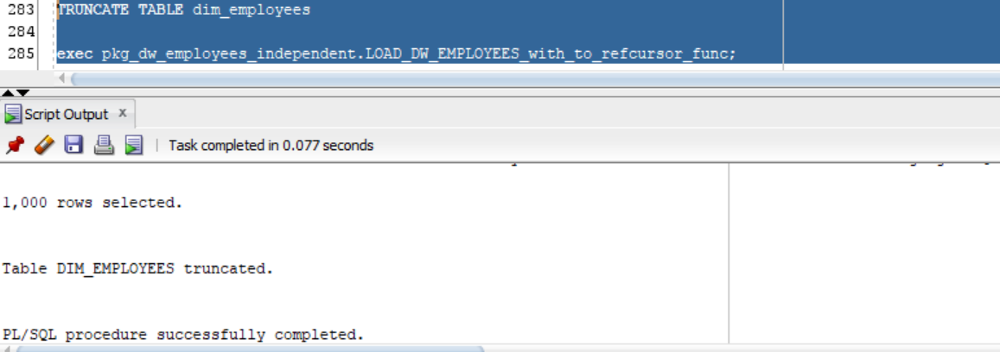 283 TRUNCATE TABLE dim_employees
284
285 exec pkg_dw_employees_independent.LOAD_DW_EMPLOYEES_with_to_refcursor_func;
Script Output x
Task completed in 0.077 seconds
1,000 rows selected.
Table DIM_EMPLOYEES truncated.
PL/SQL procedure successfully completed.